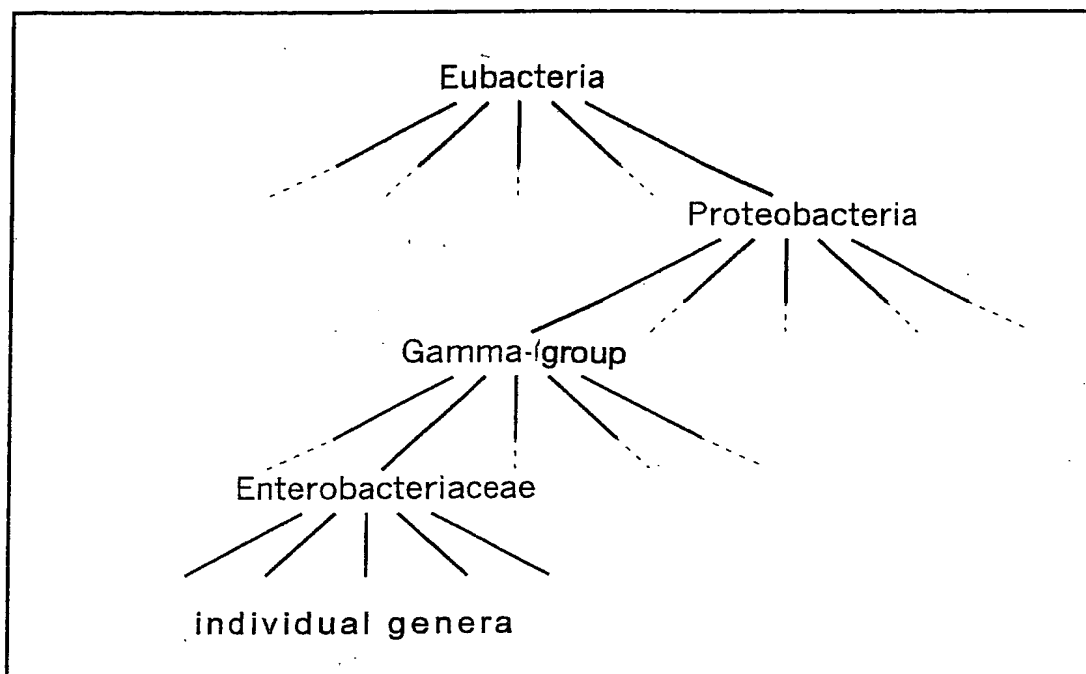 Eubacteria
Proteobacteria
Gamma-group
Enterobacteriaceae
individual genera